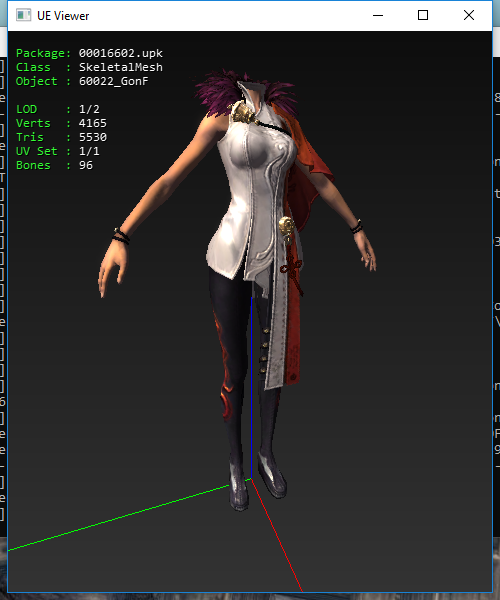 UE Viewer
Package: 00016602.upk
Class  : SkeletalMesh
Object : 60022_GonF
LOD    : 1/2
Verts  : 4165
Tris   : 5530
UV Set : 1/1
Bones  : 96